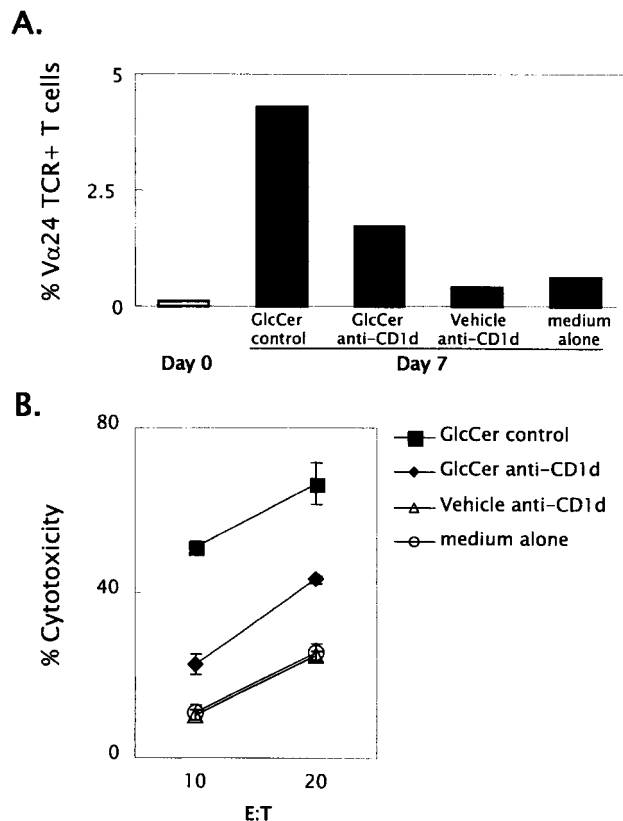 A.
% Vα24 TCR+ T cells
5
2.5
0
GlcCer control
GlcCer anti-CD1d
Vehicle anti-CD1d
medium alone
Day 0
Day 7
B.
% Cytotoxicity
80
40
0
10
20
E:T
GlcCer control
GlcCer anti-CD1d
Vehicle anti-CD1d
medium alone